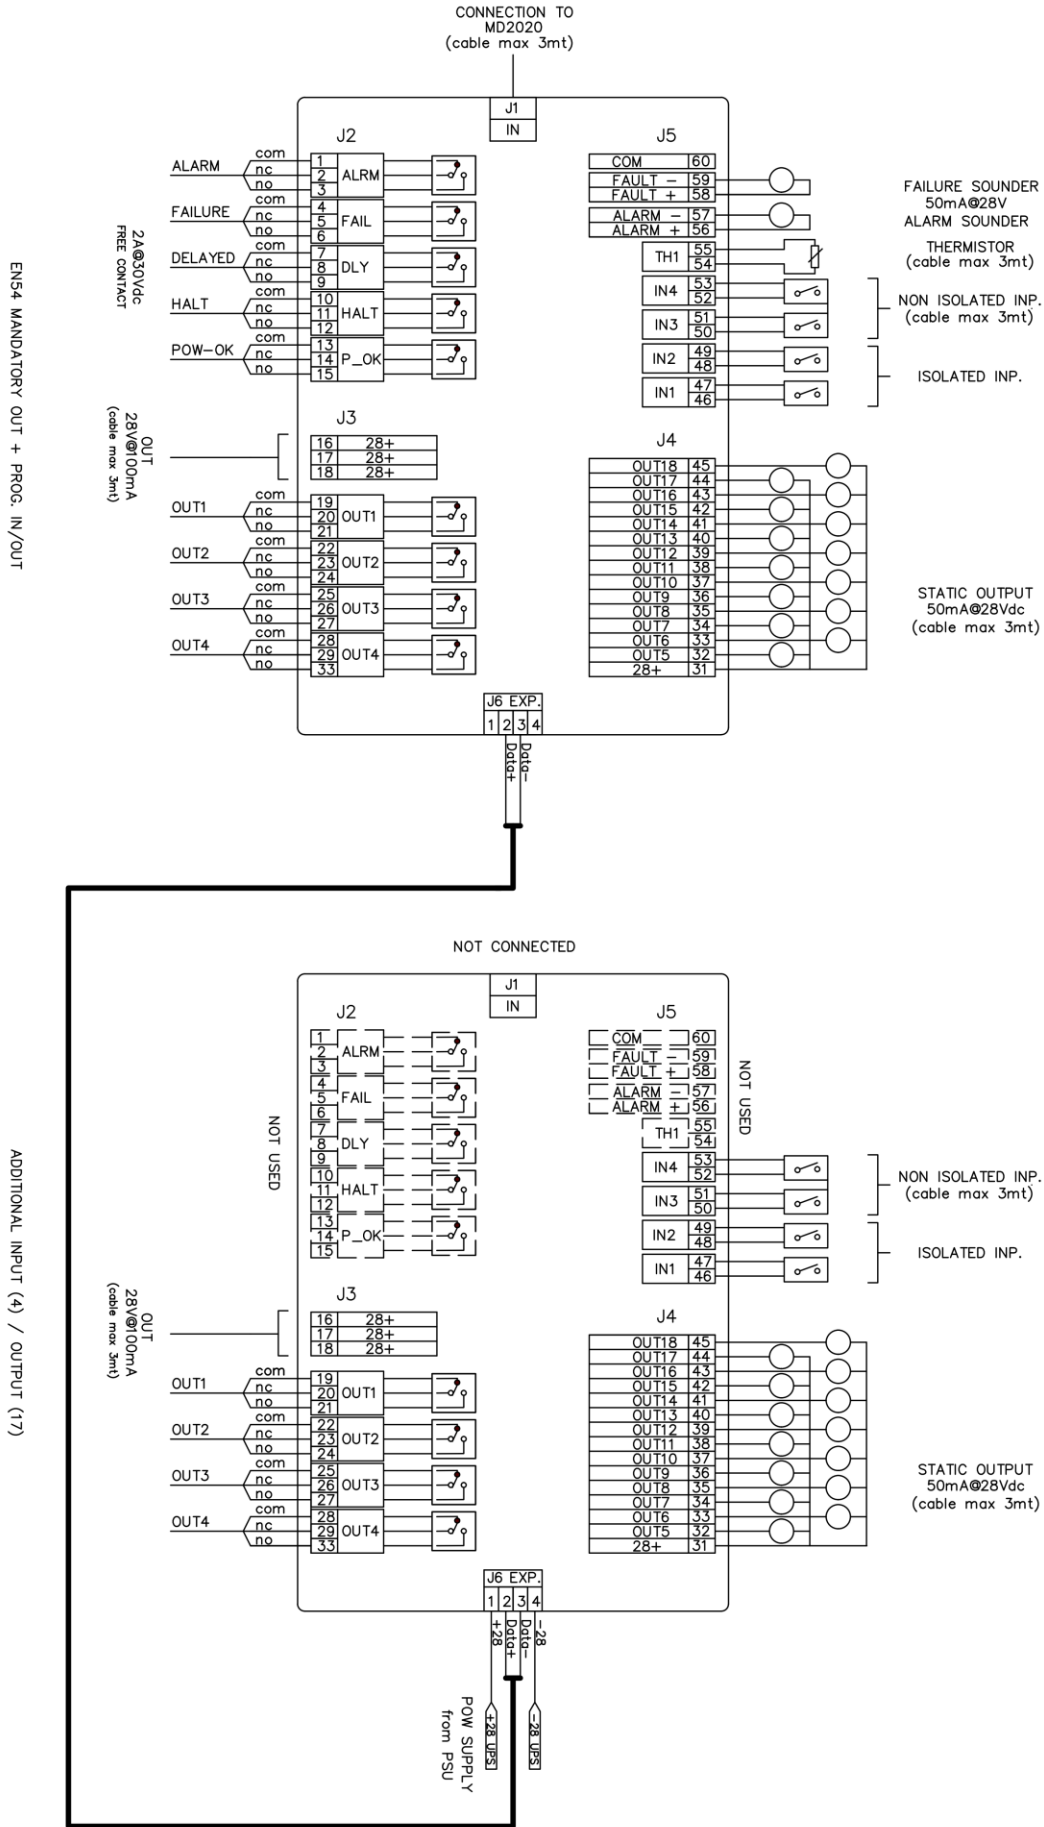 CONNECTION TO
MD2020
(cable max 3mt)
J1
IN
J2
ALARM
com
nc
no
1
2
3
ALRM
FAILURE
com
nc
no
4
5
6
FAIL
DELAYED
com
nc
no
7
8
9
DLY
HALT
com
nc
no
10
11
12
HALT
POW-OK
com
nc
no
13
14
15
P_OK
2A@30Vdc
FREE CONTACT
J3
16 28+
17 28+
18 28+
OUT
28V@100mA
(cable max 3mt)
OUT1
com
nc
no
19
20
21
OUT1
OUT2
com
nc
no
22
23
24
OUT2
OUT3
com
nc
no
25
26
27
OUT3
OUT4
com
nc
no
28
29
33
OUT4
EN54 MANDATORY OUT + PROG. IN/OUT
J5
COM 60
FAULT - 59
FAULT + 58
ALARM - 57
ALARM + 56
TH1
55
54
IN4
53
52
IN3
51
50
IN2
49
48
IN1
47
46
FAILURE SOUNDER
50mA@28V
ALARM SOUNDER
THERMISTOR
(cable max 3mt)
NON ISOLATED INP.
(cable max 3mt)
ISOLATED INP.
J4
OUT18 45
OUT17 44
OUT16 43
OUT15 42
OUT14 41
OUT13 40
OUT12 39
OUT11 38
OUT10 37
OUT9 36
OUT8 35
OUT7 34
OUT6 33
OUT5 32
28+ 31
STATIC OUTPUT
50mA@28Vdc
(cable max 3mt)
J6 EXP.
1 2 3 4
Data+
Data-
NOT CONNECTED
J1
IN
J2
1
2
3
ALRM
4
5
6
FAIL
7
8
9
DLY
10
11
12
HALT
13
14
15
P_OK
NOT USED
J3
16 28+
17 28+
18 28+
OUT
28V@100mA
(cable max 3mt)
OUT1
com
nc
no
19
20
21
OUT1
OUT2
com
nc
no
22
23
24
OUT2
OUT3
com
nc
no
25
26
27
OUT3
OUT4
com
nc
no
28
29
33
OUT4
ADDITIONAL INPUT (4) / OUTPUT (17)
J5
COM 60
FAULT - 59
FAULT + 58
ALARM - 57
ALARM + 56
TH1
55
54
NOT USED
IN4
53
52
IN3
51
50
IN2
49
48
IN1
47
46
NON ISOLATED INP.
(cable max 3mt)
ISOLATED INP.
J4
OUT18 45
OUT17 44
OUT16 43
OUT15 42
OUT14 41
OUT13 40
OUT12 39
OUT11 38
OUT10 37
OUT9 36
OUT8 35
OUT7 34
OUT6 33
OUT5 32
28+ 31
STATIC OUTPUT
50mA@28Vdc
(cable max 3mt)
J6 EXP.
1 2 3 4
+28
Data+
Data-
-28
+28 UPS
-28 UPS
POW SUPPLY
from PSU